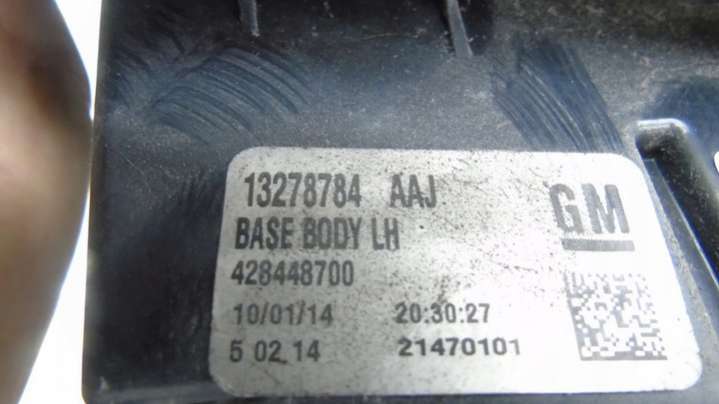 13278784 AAJ
GM
BASE BODY LH
428448700
10/01/14 20:30:27
5 02 14 21470101